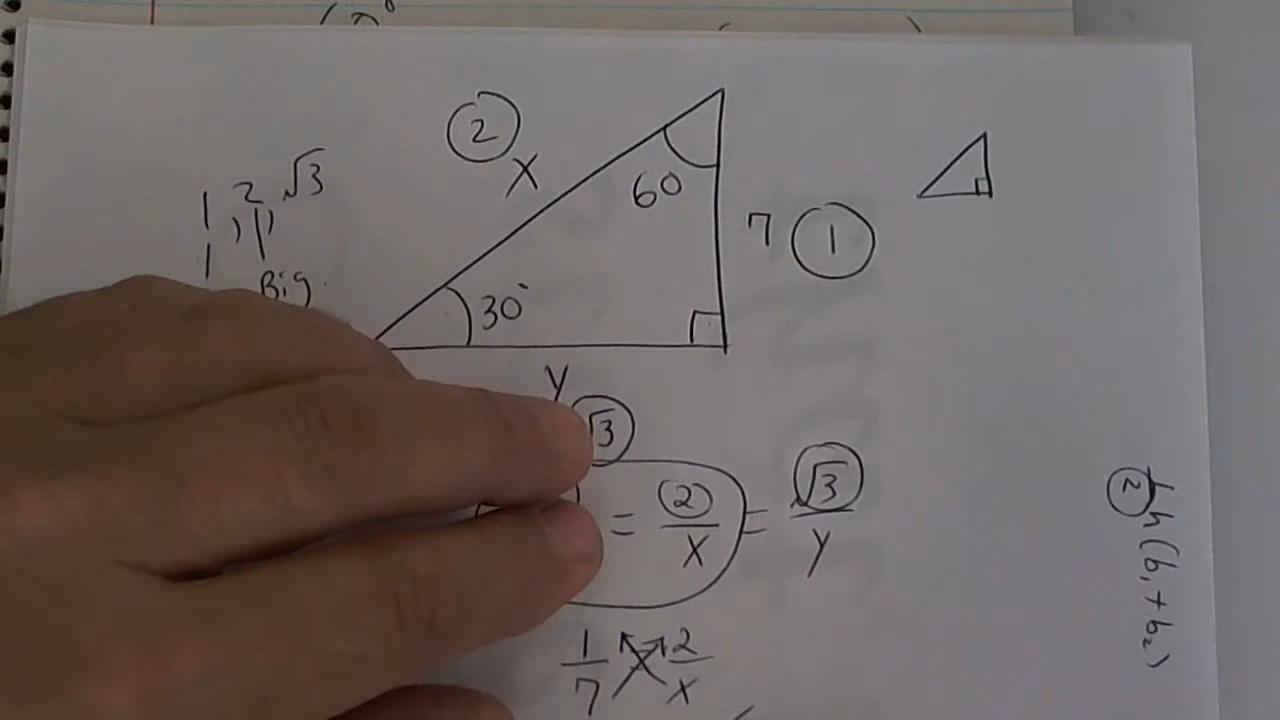 2
1 2 √3
X
60
7 1
Big
30°
y
√3
= 2/x = √3/y
1/7 2/x
h(b₁+b₂)
2